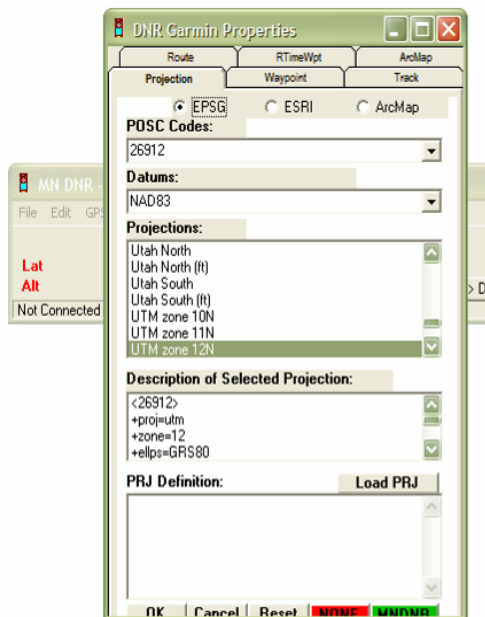 DNR Garmin Properties
Route RTimeWpt ArcMap
Projection Waypoint Track
EPSG ESRI ArcMap
POSC Codes:
26912
Datums:
MN DNR -
NAD83
File Edit GPS
Projections:
Utah North
Utah North (ft)
Lat
Utah South
Alt
Utah South (ft)
> D
Not Connected
UTM zone 10N
UTM zone 11N
UTM zone 12N
Description of Selected Projection:
<26912>
+proj=utm
+zone=12
+ellps=GRS80
PRJ Definition: Load PRJ
OK Cancel Reset NONE MNDNR